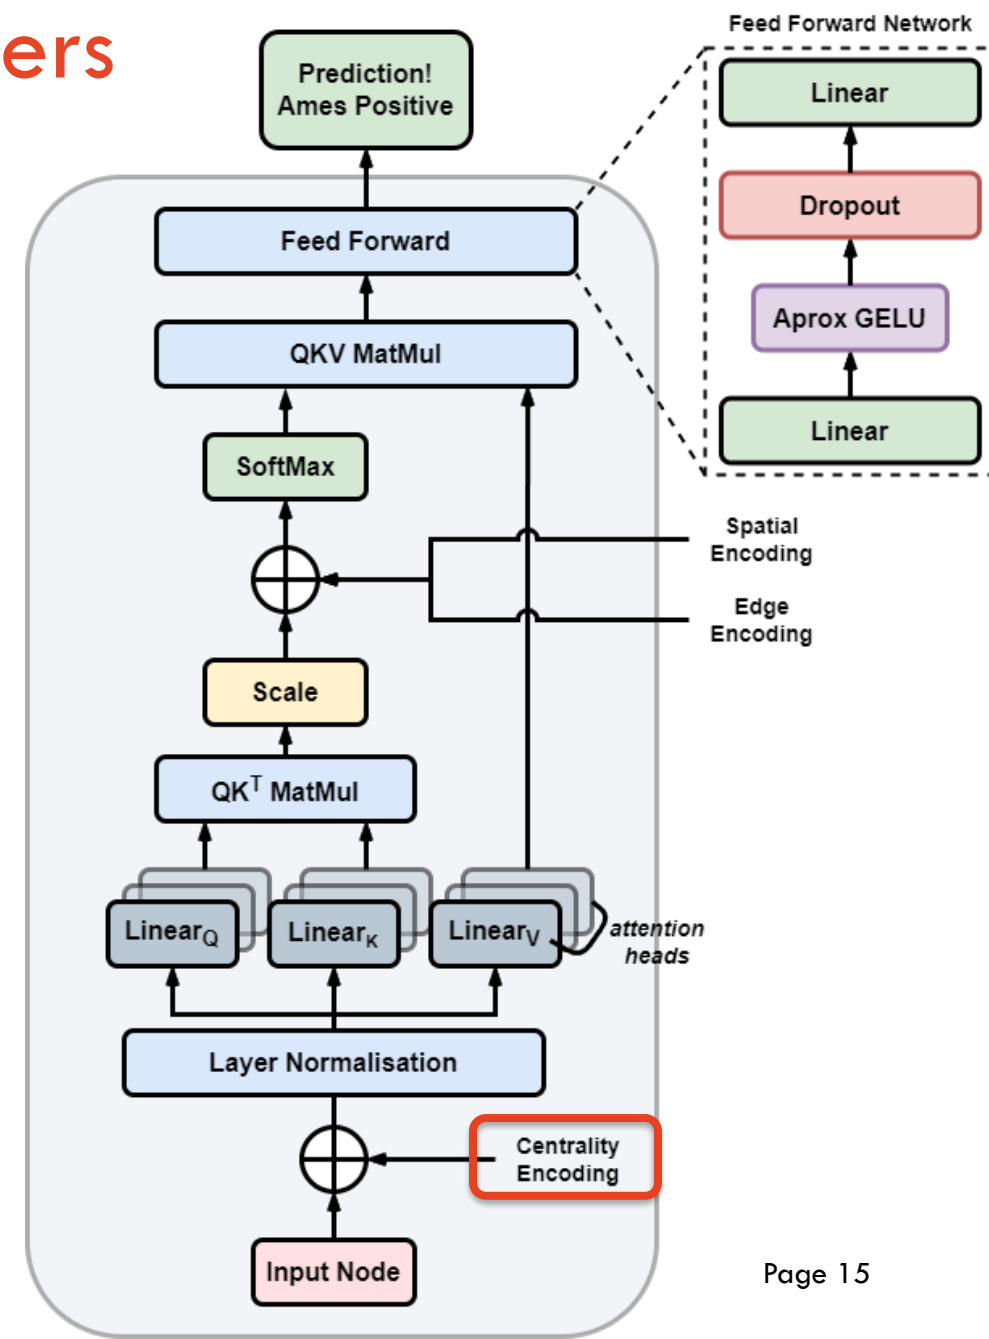 ers
Feed Forward Network
Linear
Dropout
Aprox GELU
Linear
Prediction!
Ames Positive
Feed Forward
QKV MatMul
SoftMax
Spatial
Encoding
Edge
Encoding
Scale
QKᵀ MatMul
LinearQ
LinearK
LinearV
attention
heads
Layer Normalisation
Centrality
Encoding
Input Node
Page 15